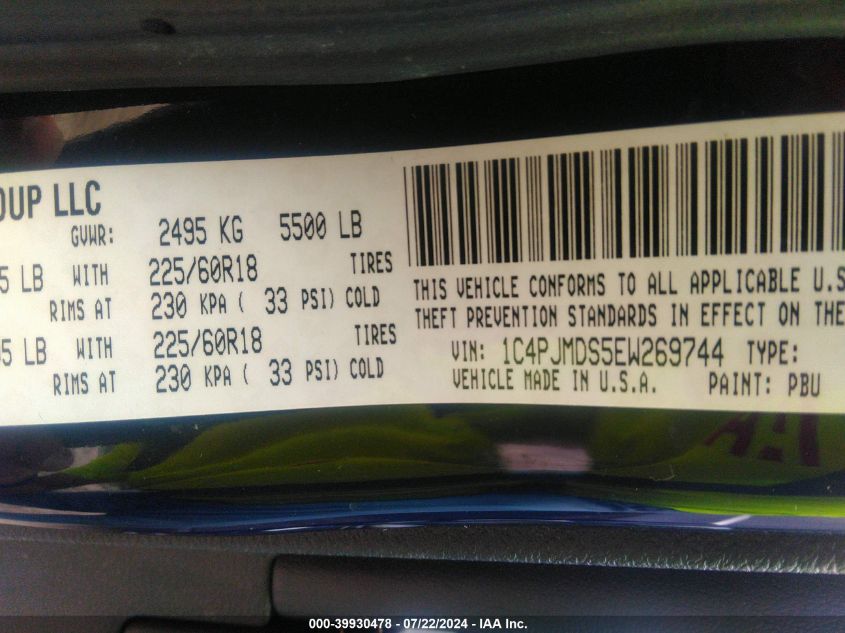 OUP LLC
GVWR: 2495 KG 5500 LB
5 LB WITH 225/60R18 TIRES
RIMS AT 230 KPA ( 33 PSI) COLD
5 LB WITH 225/60R18 TIRES
RIMS AT 230 KPA ( 33 PSI) COLD
THIS VEHICLE CONFORMS TO ALL APPLICABLE U.S
THEFT PREVENTION STANDARDS IN EFFECT ON THE
VIN: 1C4PJMDS5EW269744 TYPE:
VEHICLE MADE IN U.S.A. PAINT: PBU
000-39930478 - 07/22/2024 - IAA Inc.